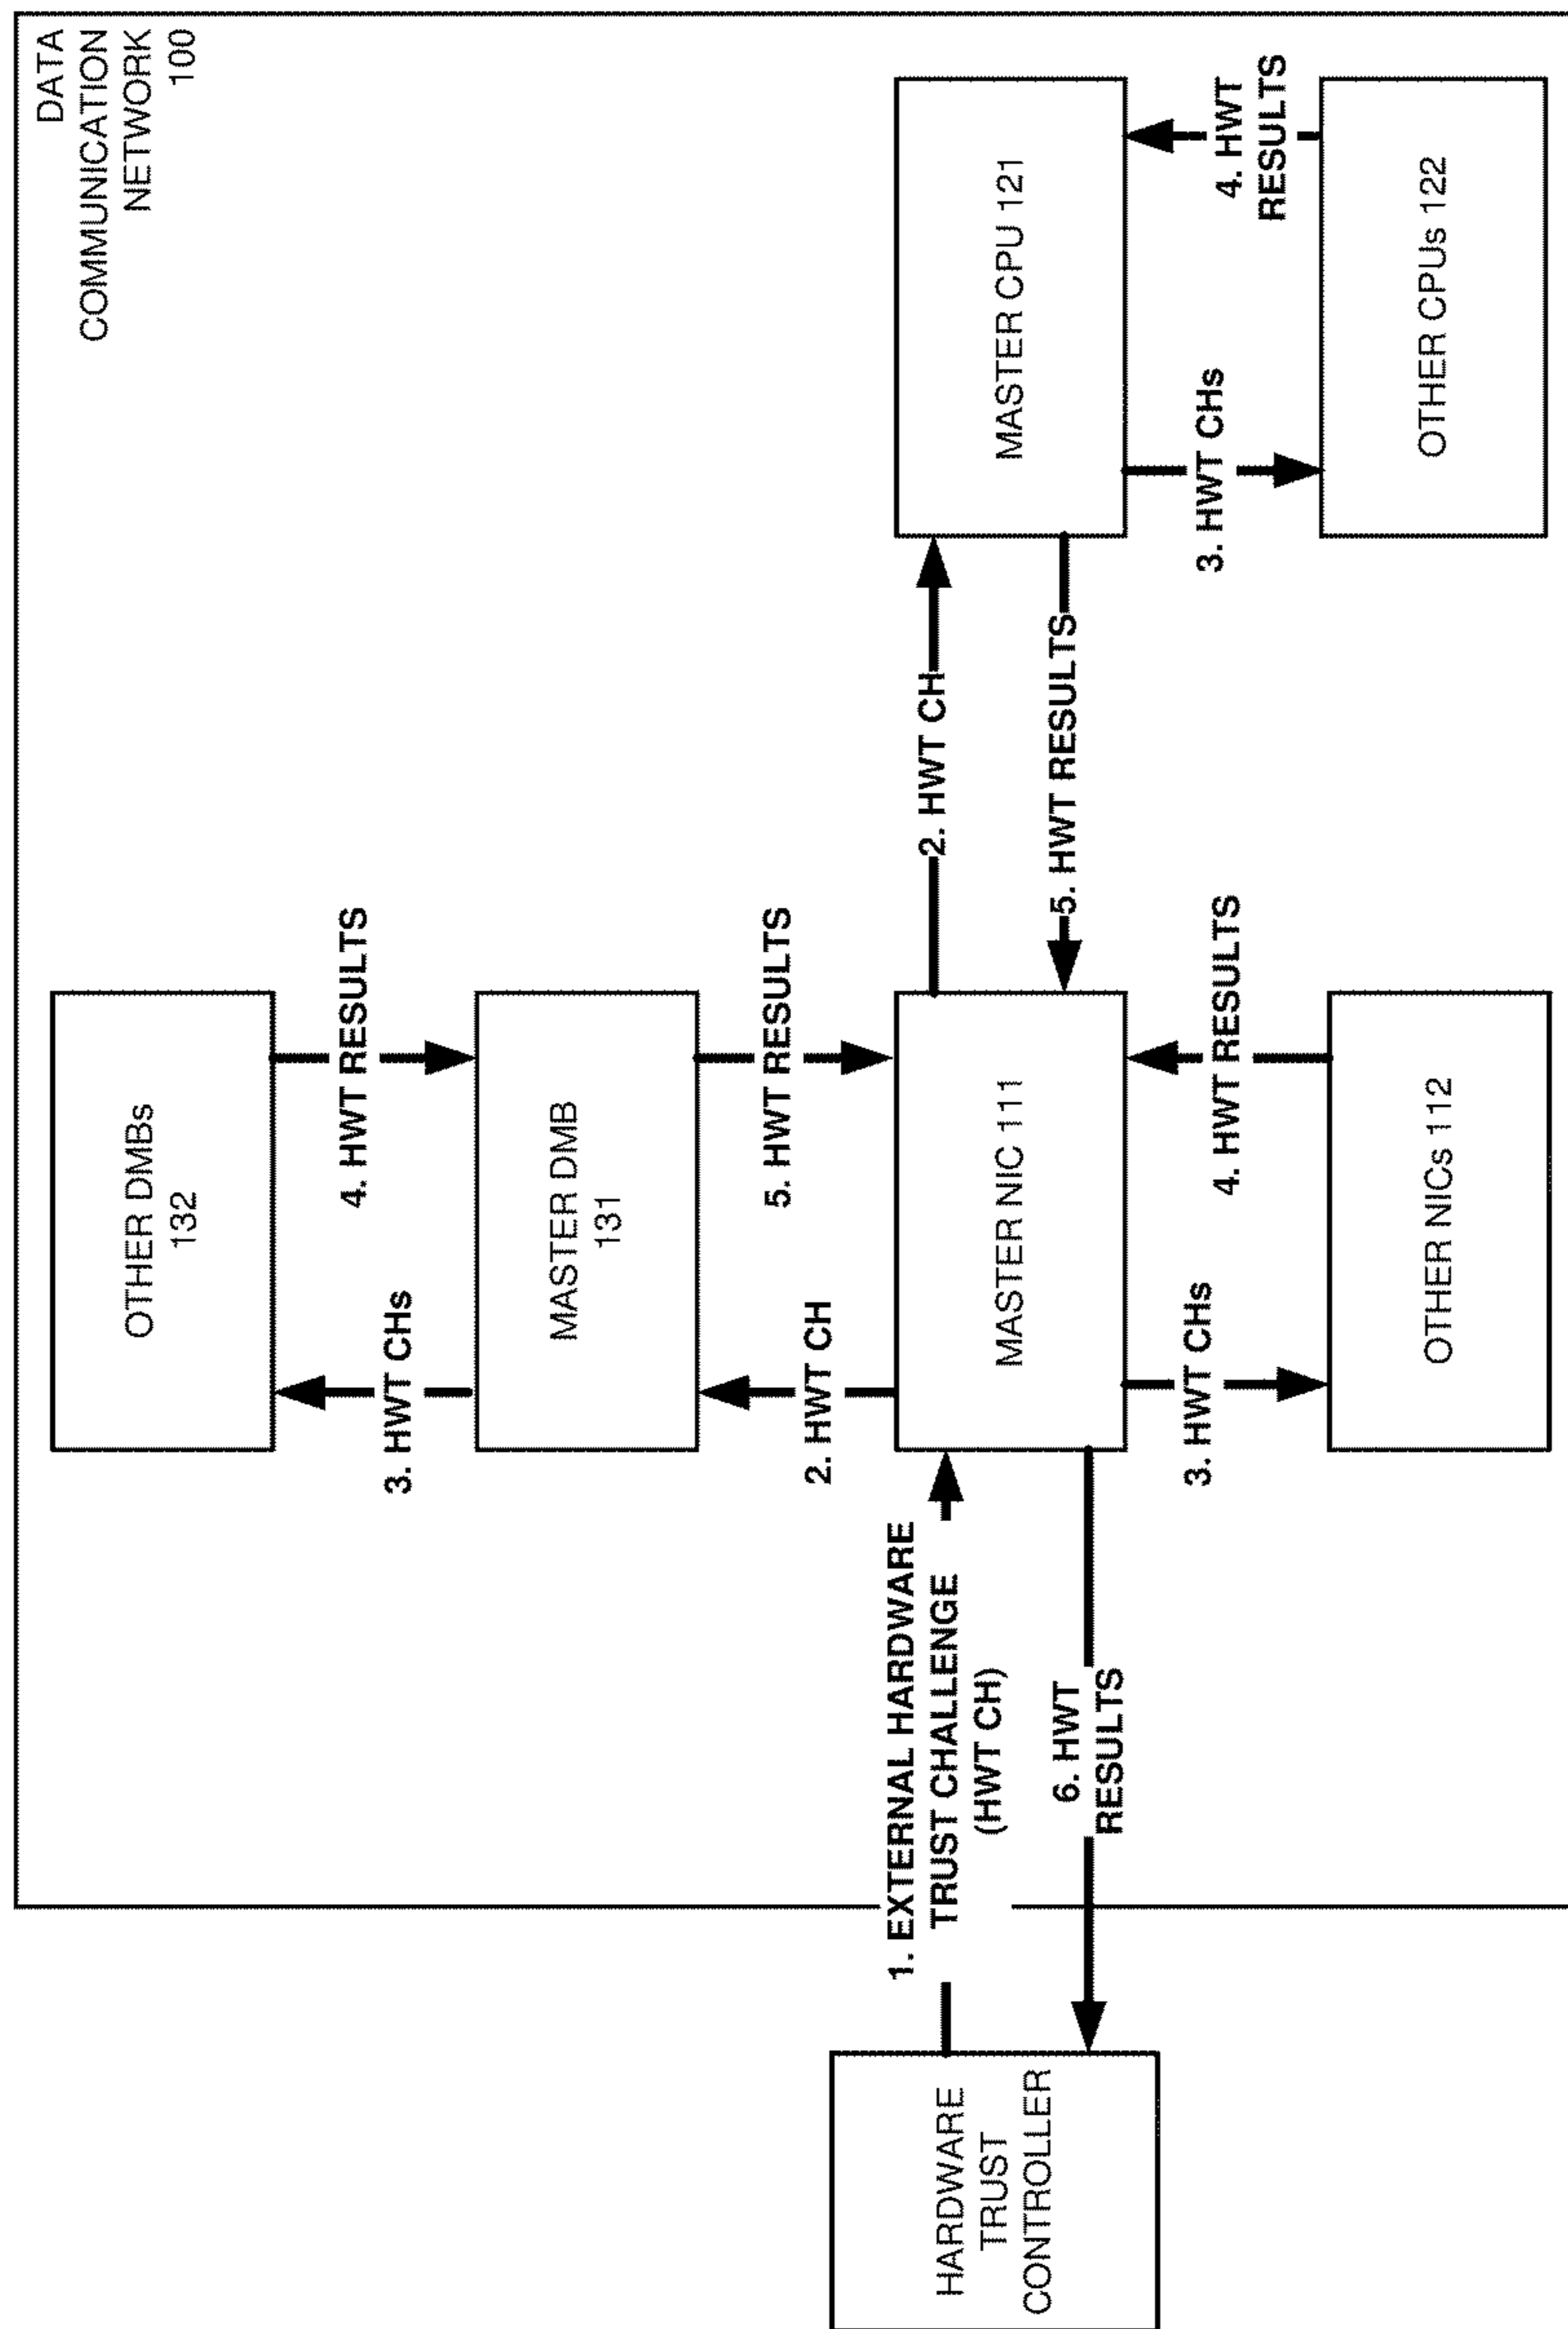 DATA
COMMUNICATION
NETWORK
100
OTHER DMBs
132
3. HWT CHs
4. HWT RESULTS
MASTER DMB
131
2. HWT CH
5. HWT RESULTS
HARDWARE
TRUST
CONTROLLER
1. EXTERNAL HARDWARE
TRUST CHALLENGE
(HWT CH)
6. HWT
RESULTS
MASTER NIC 111
2. HWT CH
5. HWT RESULTS
MASTER CPU 121
3. HWT CHs
4. HWT RESULTS
3. HWT CHs
4. HWT
RESULTS
OTHER NICs 112
OTHER CPUs 122